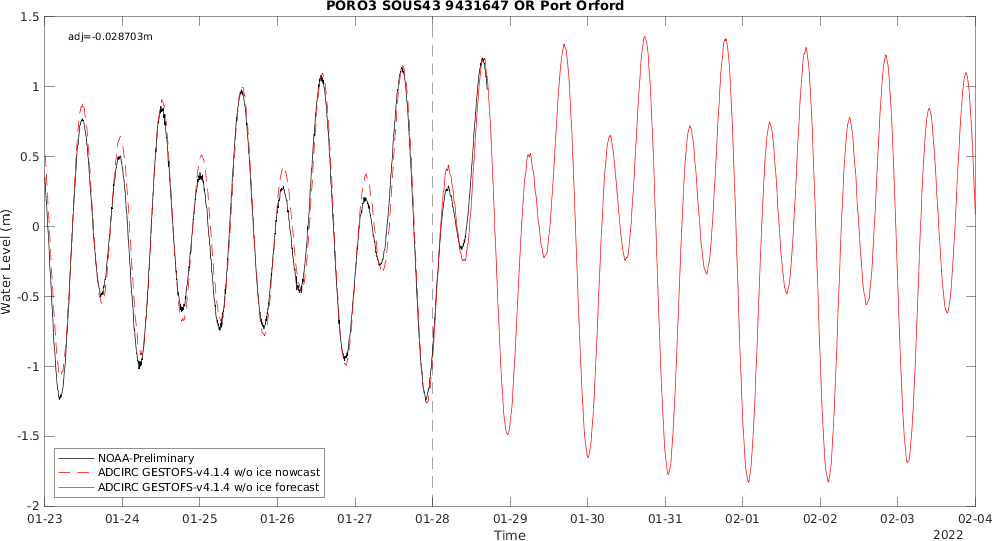 PORO3 SOUS43 9431647 OR Port Orford
adj=-0.028703m
1.5
1
0.5
0
-0.5
-1
-1.5
-2
Water Level (m)
NOAA-Preliminary
ADCIRC GESTOFS-v4.1.4 w/o ice nowcast
ADCIRC GESTOFS-v4.1.4 w/o ice forecast
01-23 01-24 01-25 01-26 01-27 01-28 01-29 01-30 01-31 02-01 02-02 02-03 02-04
Time
2022